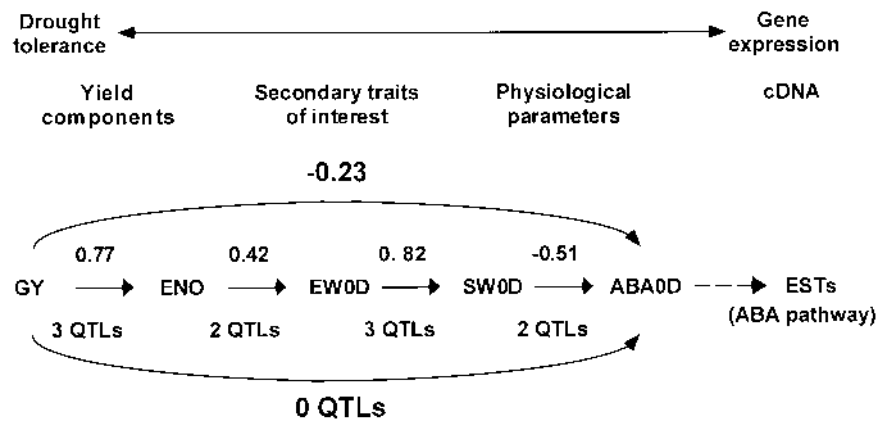 Drought tolerance
Gene expression
Yield components
Secondary traits of interest
Physiological parameters
cDNA
-0.23
0.77 0.42 0. 82 -0.51
GY ENO EW0D SW0D ABA0D ESTs
3 QTLs 2 QTLs 3 QTLs 2 QTLs (ABA pathway)
0 QTLs